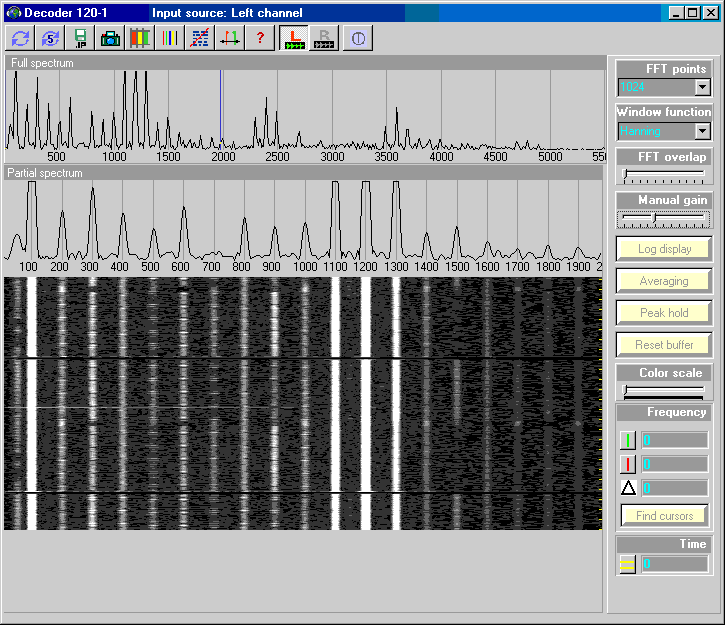 Decoder 120-1 Input source: Left channel
5 .IP ? L R
Full spectrum
500 1000 1500 2000 2500 3000 3500 4000 4500 5000 550
Partial spectrum
100 200 300 400 500 600 700 800 900 1000 1100 1200 1300 1400 1500 1600 1700 1800 1900 2
FFT points
1024
Window function
Hanning
FFT overlap
Manual gain
Log display
Averaging
Peak hold
Reset buffer
Color scale
Frequency
0
0
0
Find cursors
Time
0